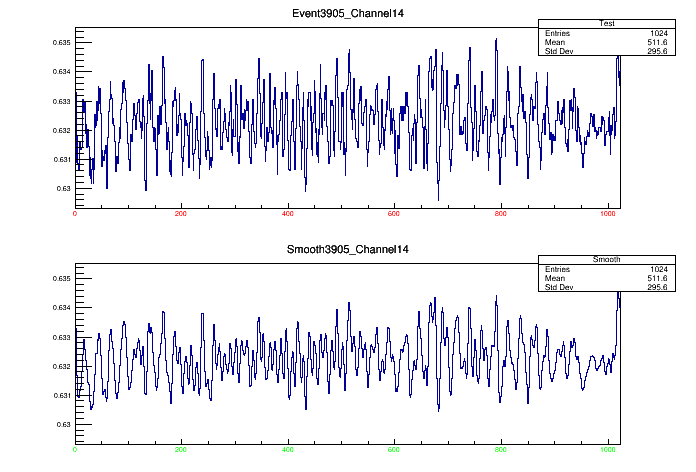 Event3905_Channel14
Test
Entries 1024
Mean 511.6
Std Dev 295.6
0.635
0.634
0.633
0.632
0.631
0.63
0 200 400 600 800 1000
Smooth3905_Channel14
Smooth
Entries 1024
Mean 511.6
Std Dev 295.6
0.635
0.634
0.633
0.632
0.631
0.63
0 200 400 600 800 1000